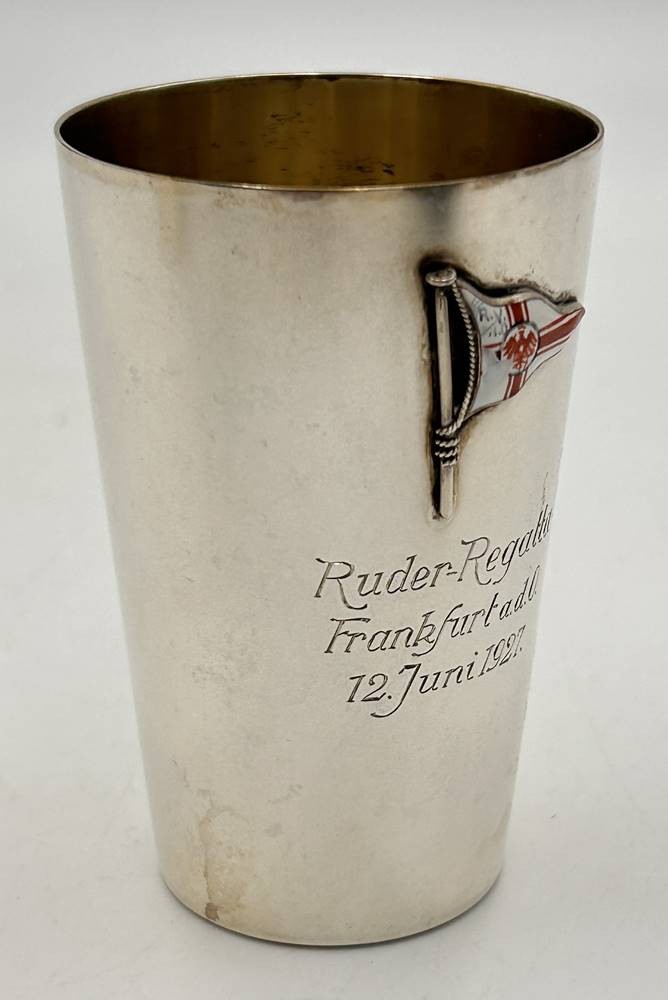 R.V.
Ruder-Regatta
Frankfurt a.d.O.
12. Juni 1927.